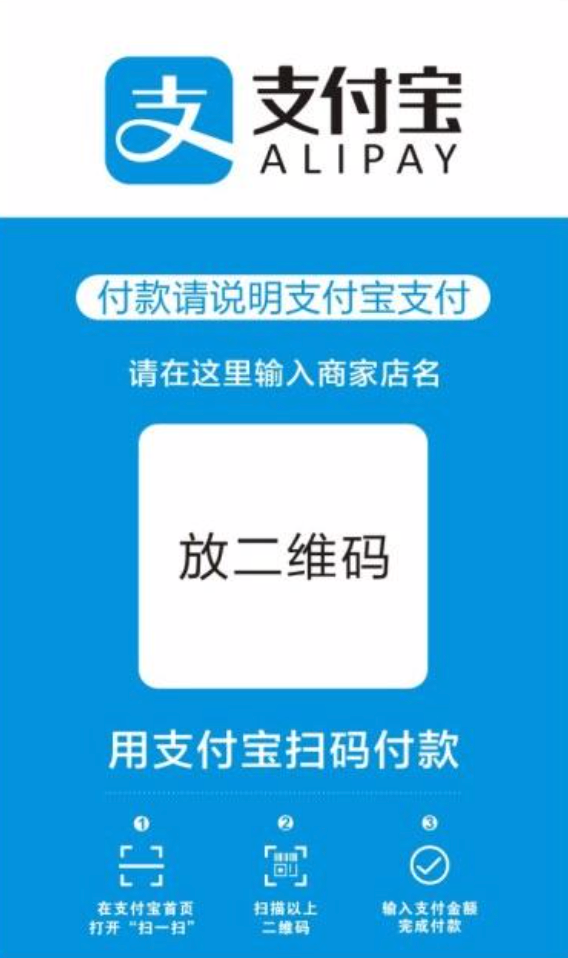 支
支付宝
ALIPAY
付款请说明支付宝支付
请在这里输入商家店名
放二维码
用支付宝扫码付款
1 2 3
在支付宝首页 扫描以上 输入支付金额
打开“扫一扫” 二维码 完成付款